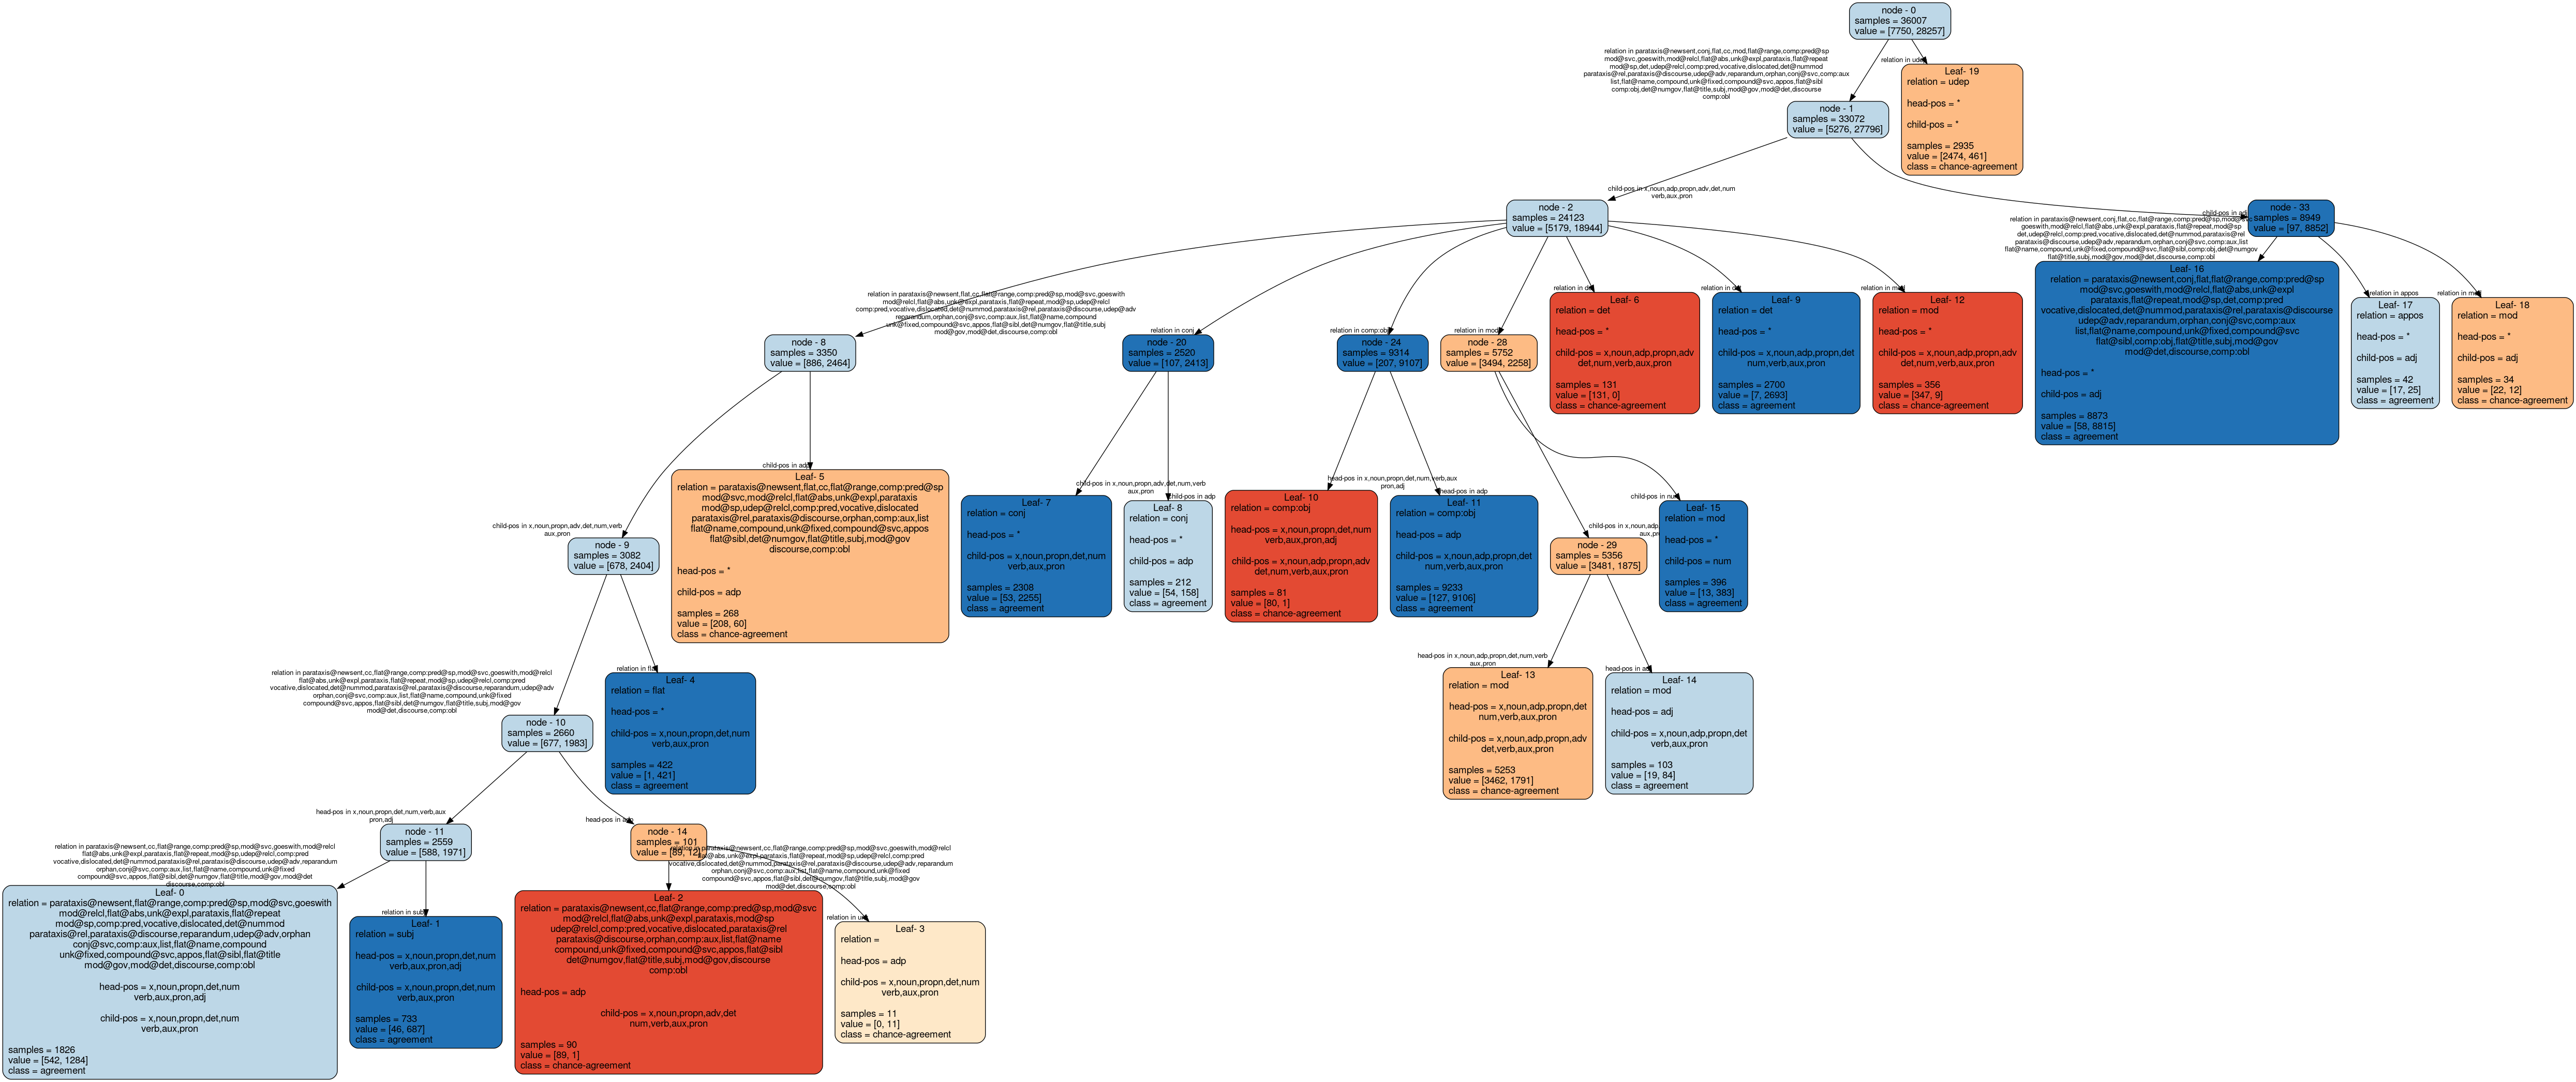 node - 0
samples = 36007
value = [7750, 28257]
relation in parataxis@newsent,conj,flat,cc,mod,flat@range,comp:pred@sp
mod@svc,goeswith,mod@relcl,flat@abs,unk@expl,parataxis,flat@repeat
mod@sp,det,udep@relcl,comp:pred,vocative,dislocated,det@nummod
parataxis@rel,parataxis@discourse,udep@adv,reparandum,orphan,conj@svc,comp:aux
list,flat@name,compound,unk@fixed,compound@svc,appos,flat@sibl
comp:obj,det@numgov,flat@title,subj,mod@gov,mod@det,discourse
comp:obl
relation in
Leaf- 19
relation = udep
head-pos = *
child-pos = *
samples = 2935
value = [2474, 461]
class = chance-agreement
node - 1
samples = 33072
value = [5276, 27796]
child-pos in x,noun,adp,propn,adv,det,num
verb,aux,pron
node - 2
samples = 24123
value = [5179, 18944]
child-pos in
node - 33
samples = 8949
value = [97, 8852]
relation in parataxis@newsent,conj,flat,cc,flat@range,comp:pred@sp
goeswith,mod@relcl,flat@abs,unk@expl,parataxis,flat@repeat,mod@sp
det,udep@relcl,comp:pred,vocative,dislocated,det@nummod,parataxis@rel
parataxis@discourse,udep@adv,reparandum,orphan,conj@svc,comp:aux,list
flat@name,compound,unk@fixed,compound@svc,flat@sibl,comp:obj,det@numgov
flat@title,subj,mod@gov,mod@det,discourse,comp:obl
Leaf- 16
relation = parataxis@newsent,conj,flat,flat@range,comp:pred@sp
mod@svc,goeswith,mod@relcl,flat@abs,unk@expl
parataxis,flat@repeat,mod@sp,det,comp:pred
vocative,dislocated,det@nummod,parataxis@rel,parataxis@discourse
udep@adv,reparandum,orphan,conj@svc,comp:aux
list,flat@name,compound,unk@fixed,compound@svc
flat@sibl,comp:obj,flat@title,subj,mod@gov
mod@det,discourse,comp:obl
head-pos = *
child-pos = adj
samples = 8873
value = [58, 8815]
class = agreement
relation in appos
Leaf- 17
relation = appos
head-pos = *
child-pos = adj
samples = 42
value = [17, 25]
class = agreement
relation in
Leaf- 18
relation = mod
head-pos = *
child-pos = adj
samples = 34
value = [22, 12]
class = chance-agreement
relation in parataxis@newsent,flat,cc,flat@range,comp:pred@sp,mod@svc,goeswith
mod@relcl,flat@abs,unk@expl,parataxis,flat@repeat,mod@sp,udep@relcl
comp:pred,vocative,dislocated,det@nummod,parataxis@rel,parataxis@discourse,udep@adv
reparandum,orphan,conj@svc,comp:aux,list,flat@name,compound
unk@fixed,compound@svc,appos,flat@sibl,det@numgov,flat@title,subj
mod@gov,mod@det,discourse,comp:obl
node - 8
samples = 3350
value = [886, 2464]
relation in conj
node - 20
samples = 2520
value = [107, 2413]
relation in comp:obj
node - 24
samples = 9314
value = [207, 9107]
relation in mod
node - 28
samples = 5752
value = [3494, 2258]
relation in
Leaf- 6
relation = det
head-pos = *
child-pos = x,noun,adp,propn,adv
det,num,verb,aux,pron
samples = 131
value = [131, 0]
class = chance-agreement
relation in
Leaf- 9
relation = det
head-pos = *
child-pos = x,noun,adp,propn,det
num,verb,aux,pron
samples = 2700
value = [7, 2693]
class = agreement
relation in
Leaf- 12
relation = mod
head-pos = *
child-pos = x,noun,adp,propn,adv
det,num,verb,aux,pron
samples = 356
value = [347, 9]
class = chance-agreement
child-pos in adp
Leaf- 5
relation = parataxis@newsent,flat,cc,flat@range,comp:pred@sp
mod@svc,mod@relcl,flat@abs,unk@expl,parataxis
mod@sp,udep@relcl,comp:pred,vocative,dislocated
parataxis@rel,parataxis@discourse,orphan,comp:aux,list
flat@name,compound,unk@fixed,compound@svc,appos
flat@sibl,det@numgov,flat@title,subj,mod@gov
discourse,comp:obl
head-pos = *
child-pos = adp
samples = 268
value = [208, 60]
class = chance-agreement
child-pos in x,noun,propn,adv,det,num,verb
aux,pron
node - 9
samples = 3082
value = [678, 2404]
child-pos in x,noun,propn,adv,det,num,verb
aux,pron
Leaf- 7
relation = conj
head-pos = *
child-pos = x,noun,propn,det,num
verb,aux,pron
samples = 2308
value = [53, 2255]
class = agreement
child-pos in adp
Leaf- 8
relation = conj
head-pos = *
child-pos = adp
samples = 212
value = [54, 158]
class = agreement
head-pos in x,noun,propn,det,num,verb,aux
pron,adj
Leaf- 10
relation = comp:obj
head-pos = x,noun,propn,det,num
verb,aux,pron,adj
child-pos = x,noun,adp,propn,adv
det,num,verb,aux,pron
samples = 81
value = [80, 1]
class = chance-agreement
head-pos in adp
Leaf- 11
relation = comp:obj
head-pos = adp
child-pos = x,noun,adp,propn,det
num,verb,aux,pron
samples = 9233
value = [127, 9106]
class = agreement
child-pos in x,noun,adp
node - 29
samples = 5356
value = [3481, 1875]
child-pos in num
Leaf- 15
relation = mod
head-pos = *
child-pos = num
samples = 396
value = [13, 383]
class = agreement
head-pos in x,noun,adp,propn,det,num,verb
aux,pron
Leaf- 13
relation = mod
head-pos = x,noun,adp,propn,det
num,verb,aux,pron
child-pos = x,noun,adp,propn,adv
det,verb,aux,pron
samples = 5253
value = [3462, 1791]
class = chance-agreement
head-pos in
Leaf- 14
relation = mod
head-pos = adj
child-pos = x,noun,adp,propn,det
verb,aux,pron
samples = 103
value = [19, 84]
class = agreement
relation in parataxis@newsent,cc,flat@range,comp:pred@sp,mod@svc,goeswith,mod@relcl
flat@abs,unk@expl,parataxis,flat@repeat,mod@sp,udep@relcl,comp:pred
vocative,dislocated,det@nummod,parataxis@rel,parataxis@discourse,reparandum,udep@adv
orphan,conj@svc,comp:aux,list,flat@name,compound,unk@fixed
compound@svc,appos,flat@sibl,det@numgov,flat@title,subj,mod@gov
mod@det,discourse,comp:obl
node - 10
samples = 2660
value = [677, 1983]
relation in flat
Leaf- 4
relation = flat
head-pos = *
child-pos = x,noun,propn,det,num
verb,aux,pron
samples = 422
value = [1, 421]
class = agreement
head-pos in x,noun,propn,det,num,verb,aux
pron,adj
node - 11
samples = 2559
value = [588, 1971]
head-pos in
node - 14
samples = 101
value = [89, 12]
relation in parataxis@newsent,cc,flat@range,comp:pred@sp,mod@svc,goeswith,mod@relcl
flat@abs,unk@expl,parataxis,flat@repeat,mod@sp,udep@relcl,comp:pred
vocative,dislocated,det@nummod,parataxis@rel,parataxis@discourse,udep@adv,reparandum
orphan,conj@svc,comp:aux,list,flat@name,compound,unk@fixed
compound@svc,appos,flat@sibl,det@numgov,flat@title,mod@gov,mod@det
discourse,comp:obl
Leaf- 0
relation = parataxis@newsent,flat@range,comp:pred@sp,mod@svc,goeswith
mod@relcl,flat@abs,unk@expl,parataxis,flat@repeat
mod@sp,comp:pred,vocative,dislocated,det@nummod
parataxis@rel,parataxis@discourse,reparandum,udep@adv,orphan
conj@svc,comp:aux,list,flat@name,compound
unk@fixed,compound@svc,appos,flat@sibl,flat@title
mod@gov,mod@det,discourse,comp:obl
head-pos = x,noun,propn,det,num
verb,aux,pron,adj
child-pos = x,noun,propn,det,num
verb,aux,pron
samples = 1826
value = [542, 1284]
class = agreement
relation in subj
Leaf- 1
relation = subj
head-pos = x,noun,propn,det,num
verb,aux,pron,adj
child-pos = x,noun,propn,det,num
verb,aux,pron
samples = 733
value = [46, 687]
class = agreement
relation in parataxis@newsent,cc,flat@range,comp:pred@sp,mod@svc,goeswith,mod@relcl
flat@abs,unk@expl,parataxis,flat@repeat,mod@sp,udep@relcl,comp:pred
vocative,dislocated,det@nummod,parataxis@rel,parataxis@discourse,udep@adv,reparandum
orphan,conj@svc,comp:aux,list,flat@name,compound,unk@fixed
compound@svc,appos,flat@sibl,det@numgov,flat@title,subj,mod@gov
mod@det,discourse,comp:obl
Leaf- 2
relation = parataxis@newsent,cc,flat@range,comp:pred@sp,mod@svc
mod@relcl,flat@abs,unk@expl,parataxis,mod@sp
udep@relcl,comp:pred,vocative,dislocated,parataxis@rel
parataxis@discourse,orphan,comp:aux,list,flat@name
compound,unk@fixed,compound@svc,appos,flat@sibl
det@numgov,flat@title,subj,mod@gov,discourse
comp:obl
head-pos = adp
child-pos = x,noun,propn,adv,det
num,verb,aux,pron
samples = 90
value = [89, 1]
class = chance-agreement
relation in
Leaf- 3
relation =
head-pos = adp
child-pos = x,noun,propn,det,num
verb,aux,pron
samples = 11
value = [0, 11]
class = chance-agreement